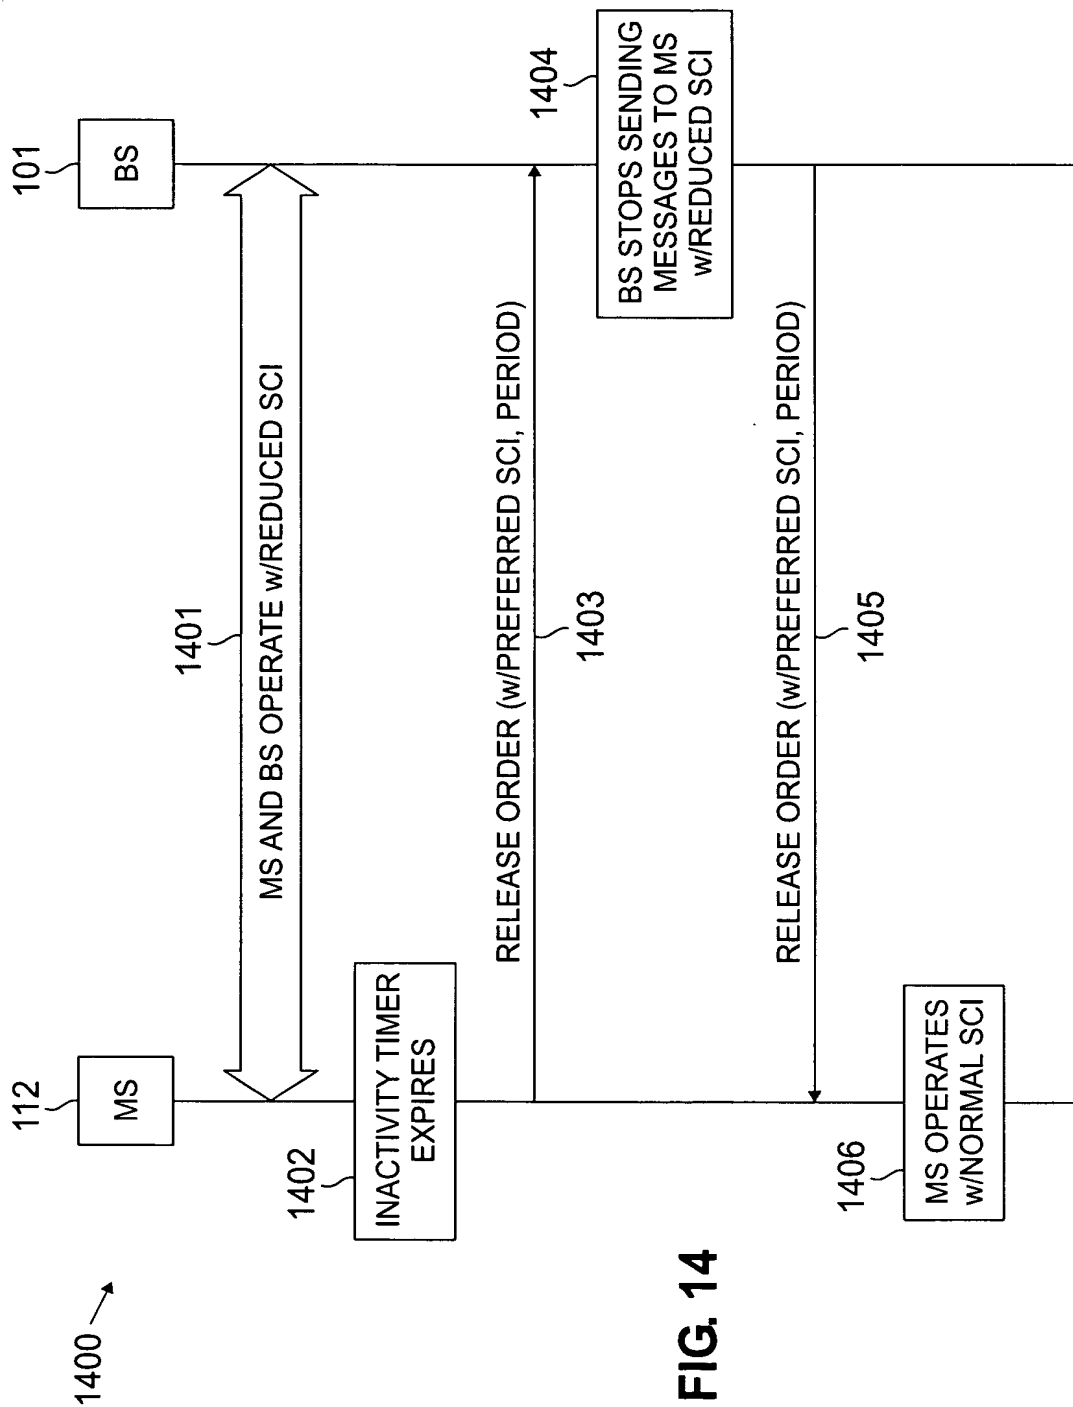 1400
112
MS
101
BS
1401
MS AND BS OPERATE w/REDUCED SCI
1402
INACTIVITY TIMER
EXPIRES
RELEASE ORDER (w/PREFERRED SCI, PERIOD)
1403
1404
BS STOPS SENDING
MESSAGES TO MS
w/REDUCED SCI
RELEASE ORDER (w/PREFERRED SCI, PERIOD)
1405
1406
MS OPERATES
w/NORMAL SCI
FIG. 14